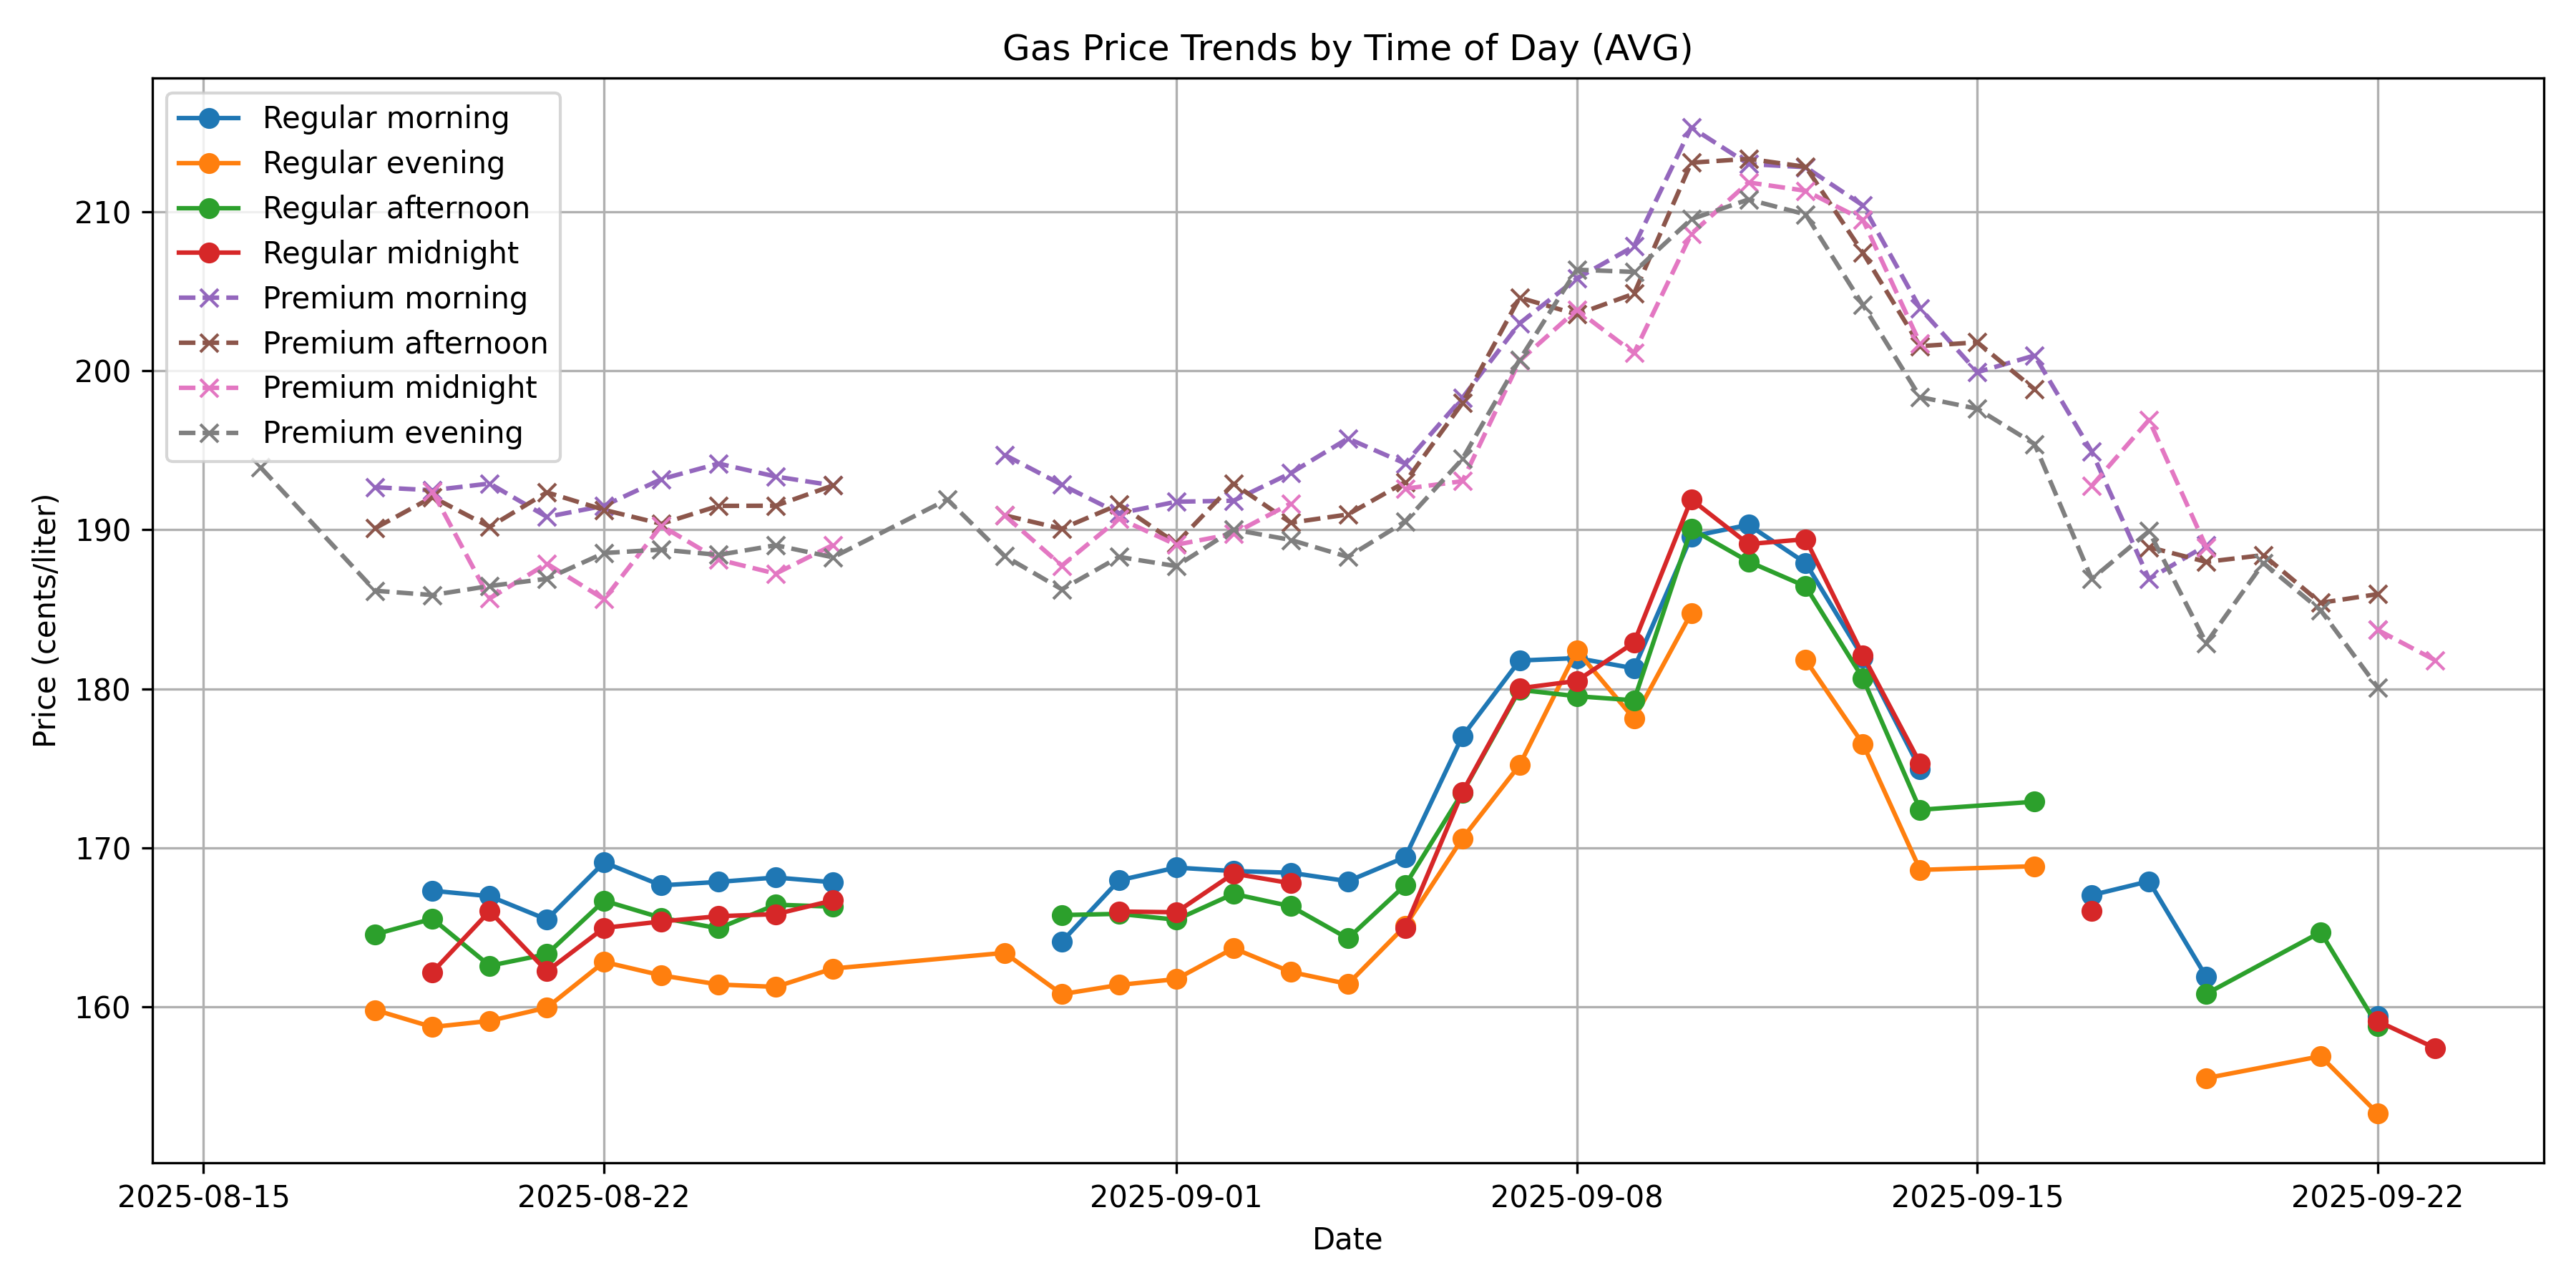 Gas Price Trends by Time of Day (AVG)
Regular morning
Regular evening
Regular afternoon
Regular midnight
Premium morning
Premium afternoon
Premium midnight
Premium evening
Price (cents/liter)
210
200
190
180
170
160
2025-08-15 2025-08-22 2025-09-01 2025-09-08 2025-09-15 2025-09-22
Date